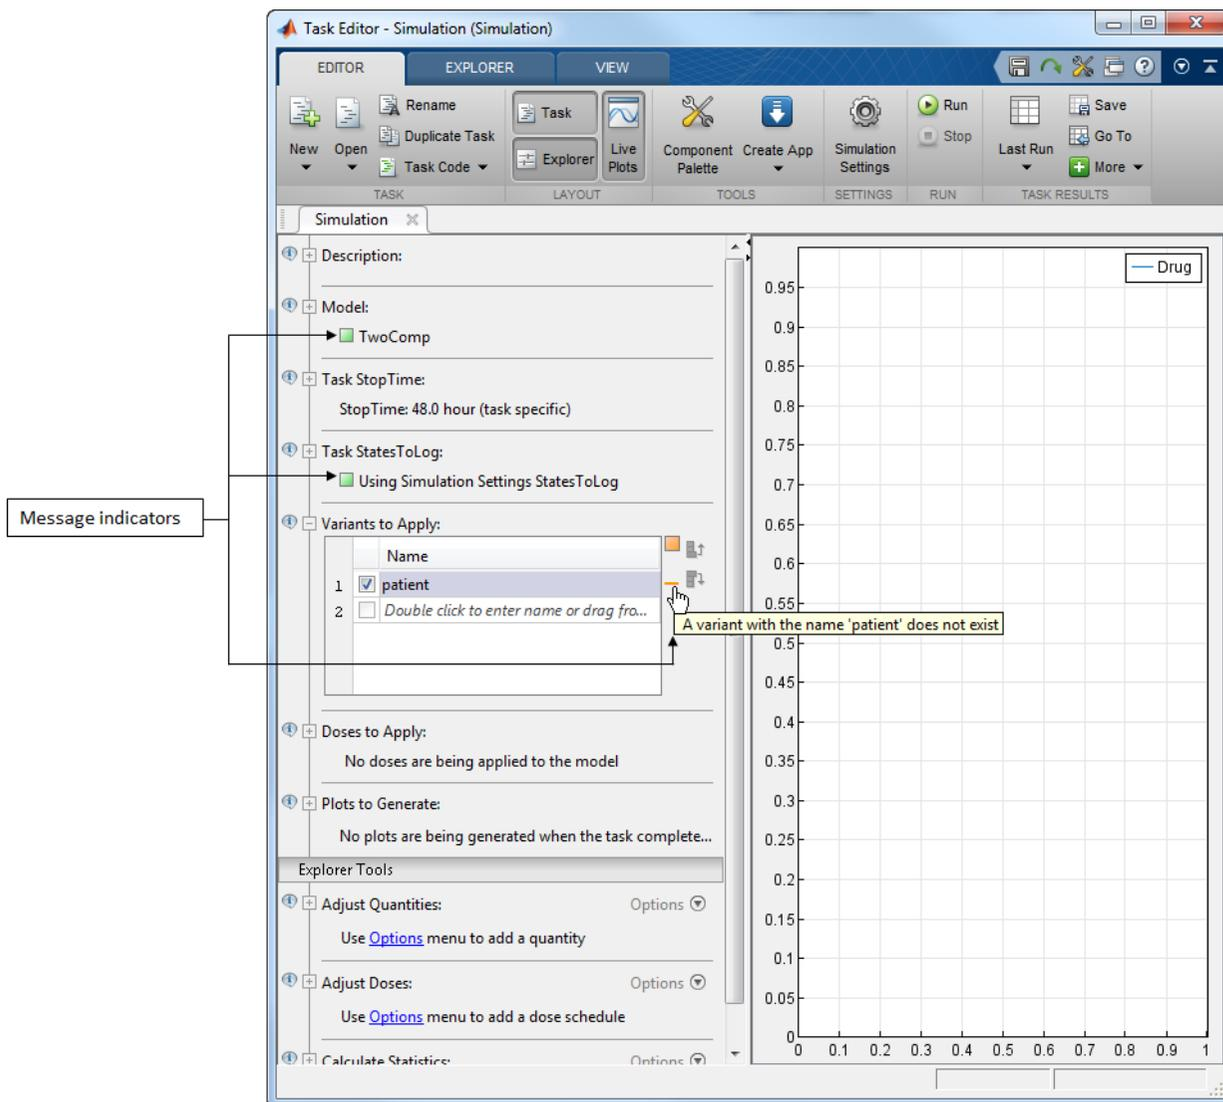 Task Editor - Simulation (Simulation)
EDITOR EXPLORER VIEW
New
Open
Rename
Duplicate Task
Task Code
TASK
Task
Explorer
Live Plots
LAYOUT
Component Palette
Create App
TOOLS
Simulation Settings
SETTINGS
Run
Stop
RUN
Last Run
Save
Go To
More
TASK RESULTS
Simulation
Description:
Model:
TwoComp
Task StopTime:
StopTime: 48.0 hour (task specific)
Task StatesToLog:
Using Simulation Settings StatesToLog
Message indicators
Variants to Apply:
Name
1 patient
2 Double click to enter name or drag fro...
A variant with the name 'patient' does not exist
Doses to Apply:
No doses are being applied to the model
Plots to Generate:
No plots are being generated when the task complete...
Explorer Tools
Adjust Quantities: Options
Use Options menu to add a quantity
Adjust Doses: Options
Use Options menu to add a dose schedule
Calculate Statistics: Options
Drug
0.95
0.9
0.85
0.8
0.75
0.7
0.65
0.6
0.55
0.5
0.45
0.4
0.35
0.3
0.25
0.2
0.15
0.1
0.05
0
0 0.1 0.2 0.3 0.4 0.5 0.6 0.7 0.8 0.9 1